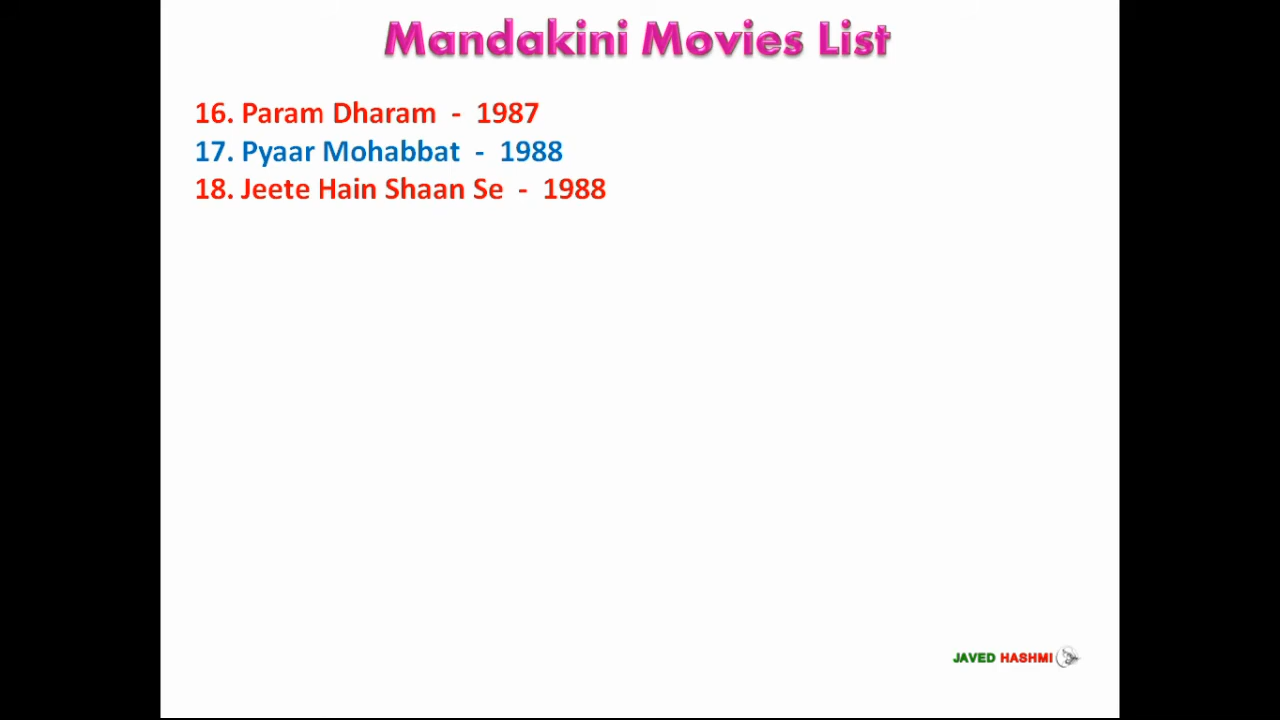 Mandakini Movies List
16. Param Dharam - 1987
17. Pyaar Mohabbat - 1988
18. Jeete Hain Shaan Se - 1988
JAVED HASHMI